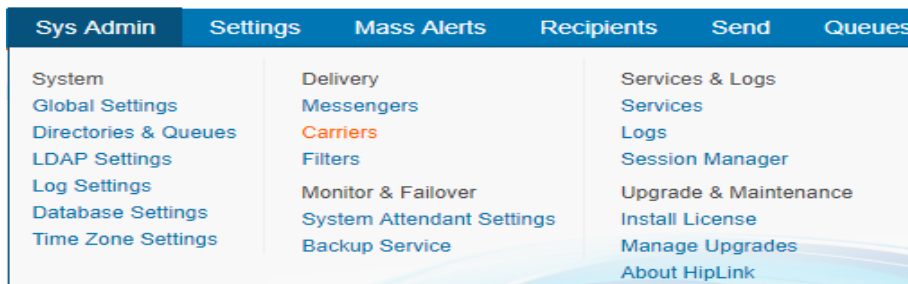 Sys Admin Settings Mass Alerts Recipients Send Queues
System
Global Settings
Directories & Queues
LDAP Settings
Log Settings
Database Settings
Time Zone Settings
Delivery
Messengers
Carriers
Filters
Monitor & Failover
System Attendant Settings
Backup Service
Services & Logs
Services
Logs
Session Manager
Upgrade & Maintenance
Install License
Manage Upgrades
About HipLink